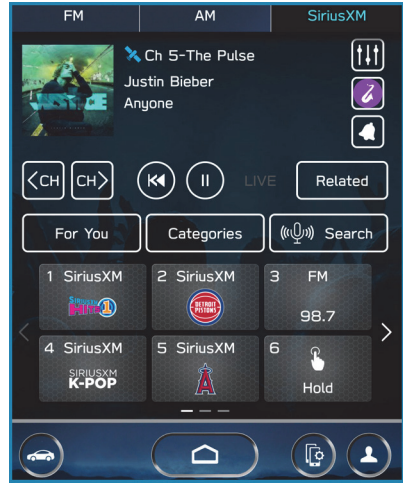 FM AM SiriusXM
Ch 5-The Pulse
Justin Bieber
Anyone
JUSTICE
CH CH LIVE Related
For You Categories Search
1 SiriusXM 2 SiriusXM 3 FM
SIRIUSXM HITS 1 DETROIT PISTONS 98.7
4 SiriusXM 5 SiriusXM 6
SIRIUSXM K-POP A Hold